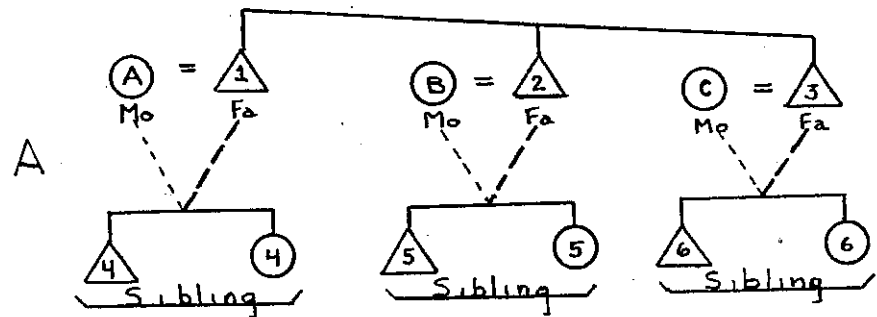 A = 1 B = 2 C = 3
Mo Fa Mo Fa Mo Fa
A
4 4 5 5 6 6
Sibling Sibling Sibling